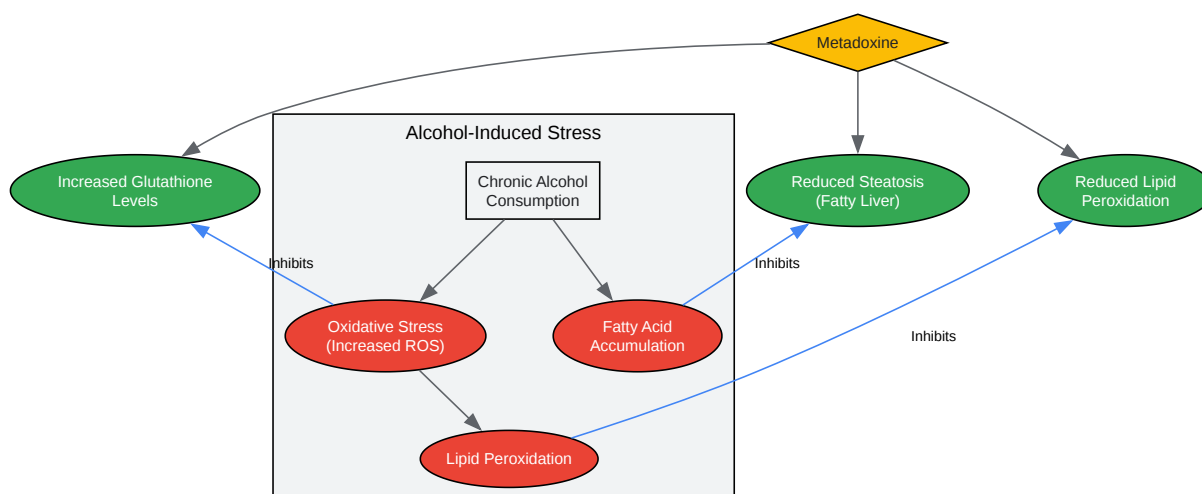 Metadoxine
Alcohol-Induced Stress
Increased Glutathione
Levels
Chronic Alcohol
Consumption
Reduced Steatosis
(Fatty Liver)
Reduced Lipid
Peroxidation
Inhibits
Inhibits
Oxidative Stress
(Increased ROS)
Fatty Acid
Accumulation
Inhibits
Lipid Peroxidation